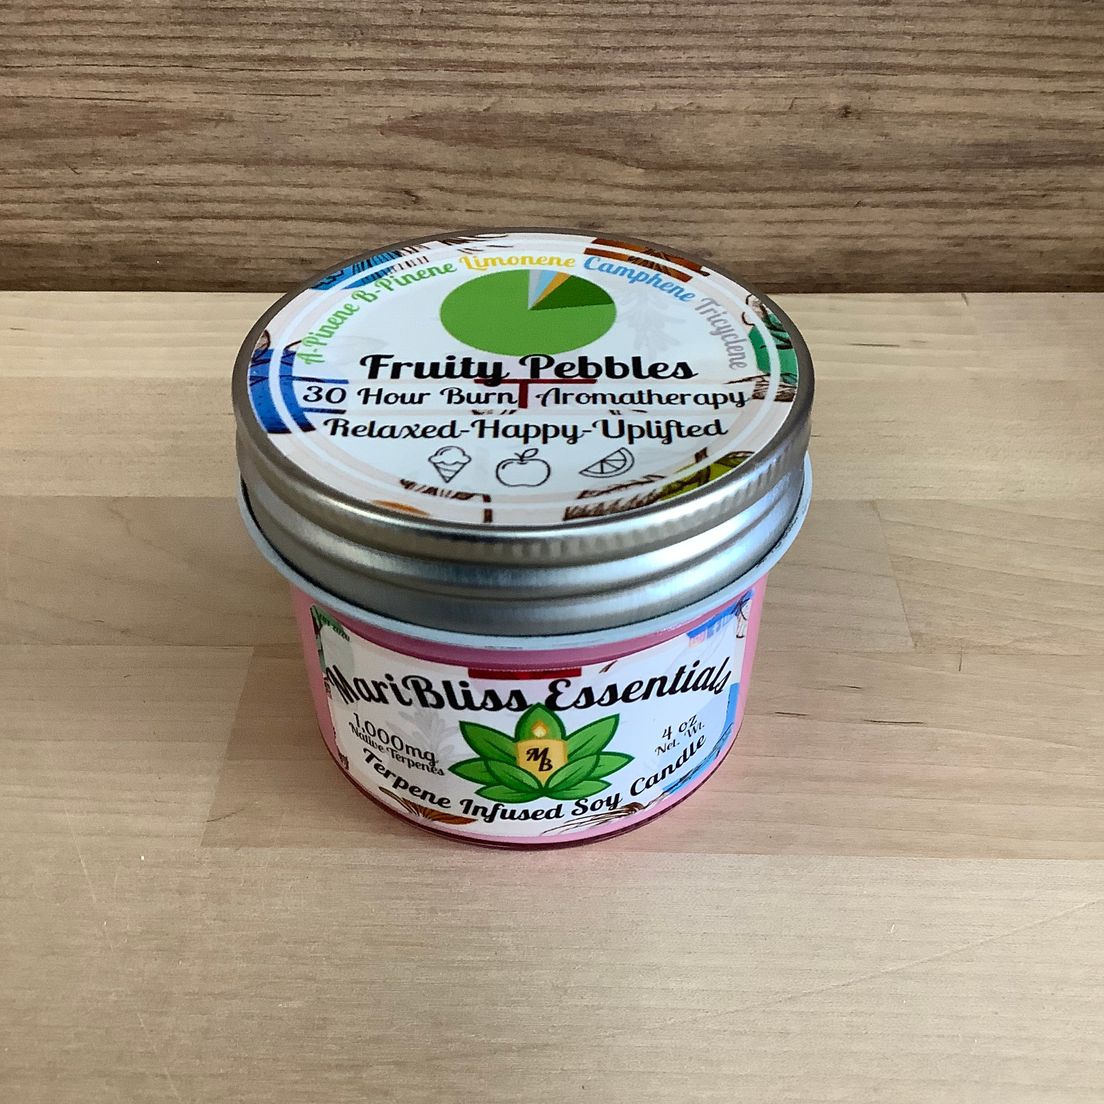 A-Pinene B-Pinene Limonene Camphene Tricyclene
Fruity Pebbles
30 Hour Burn Aromatherapy
Relaxed-Happy-Uplifted
MariBliss Essentials
1,000mg
Native Terpenes
4 oz
Net. Wt.
MB
Terpene Infused Soy Candle